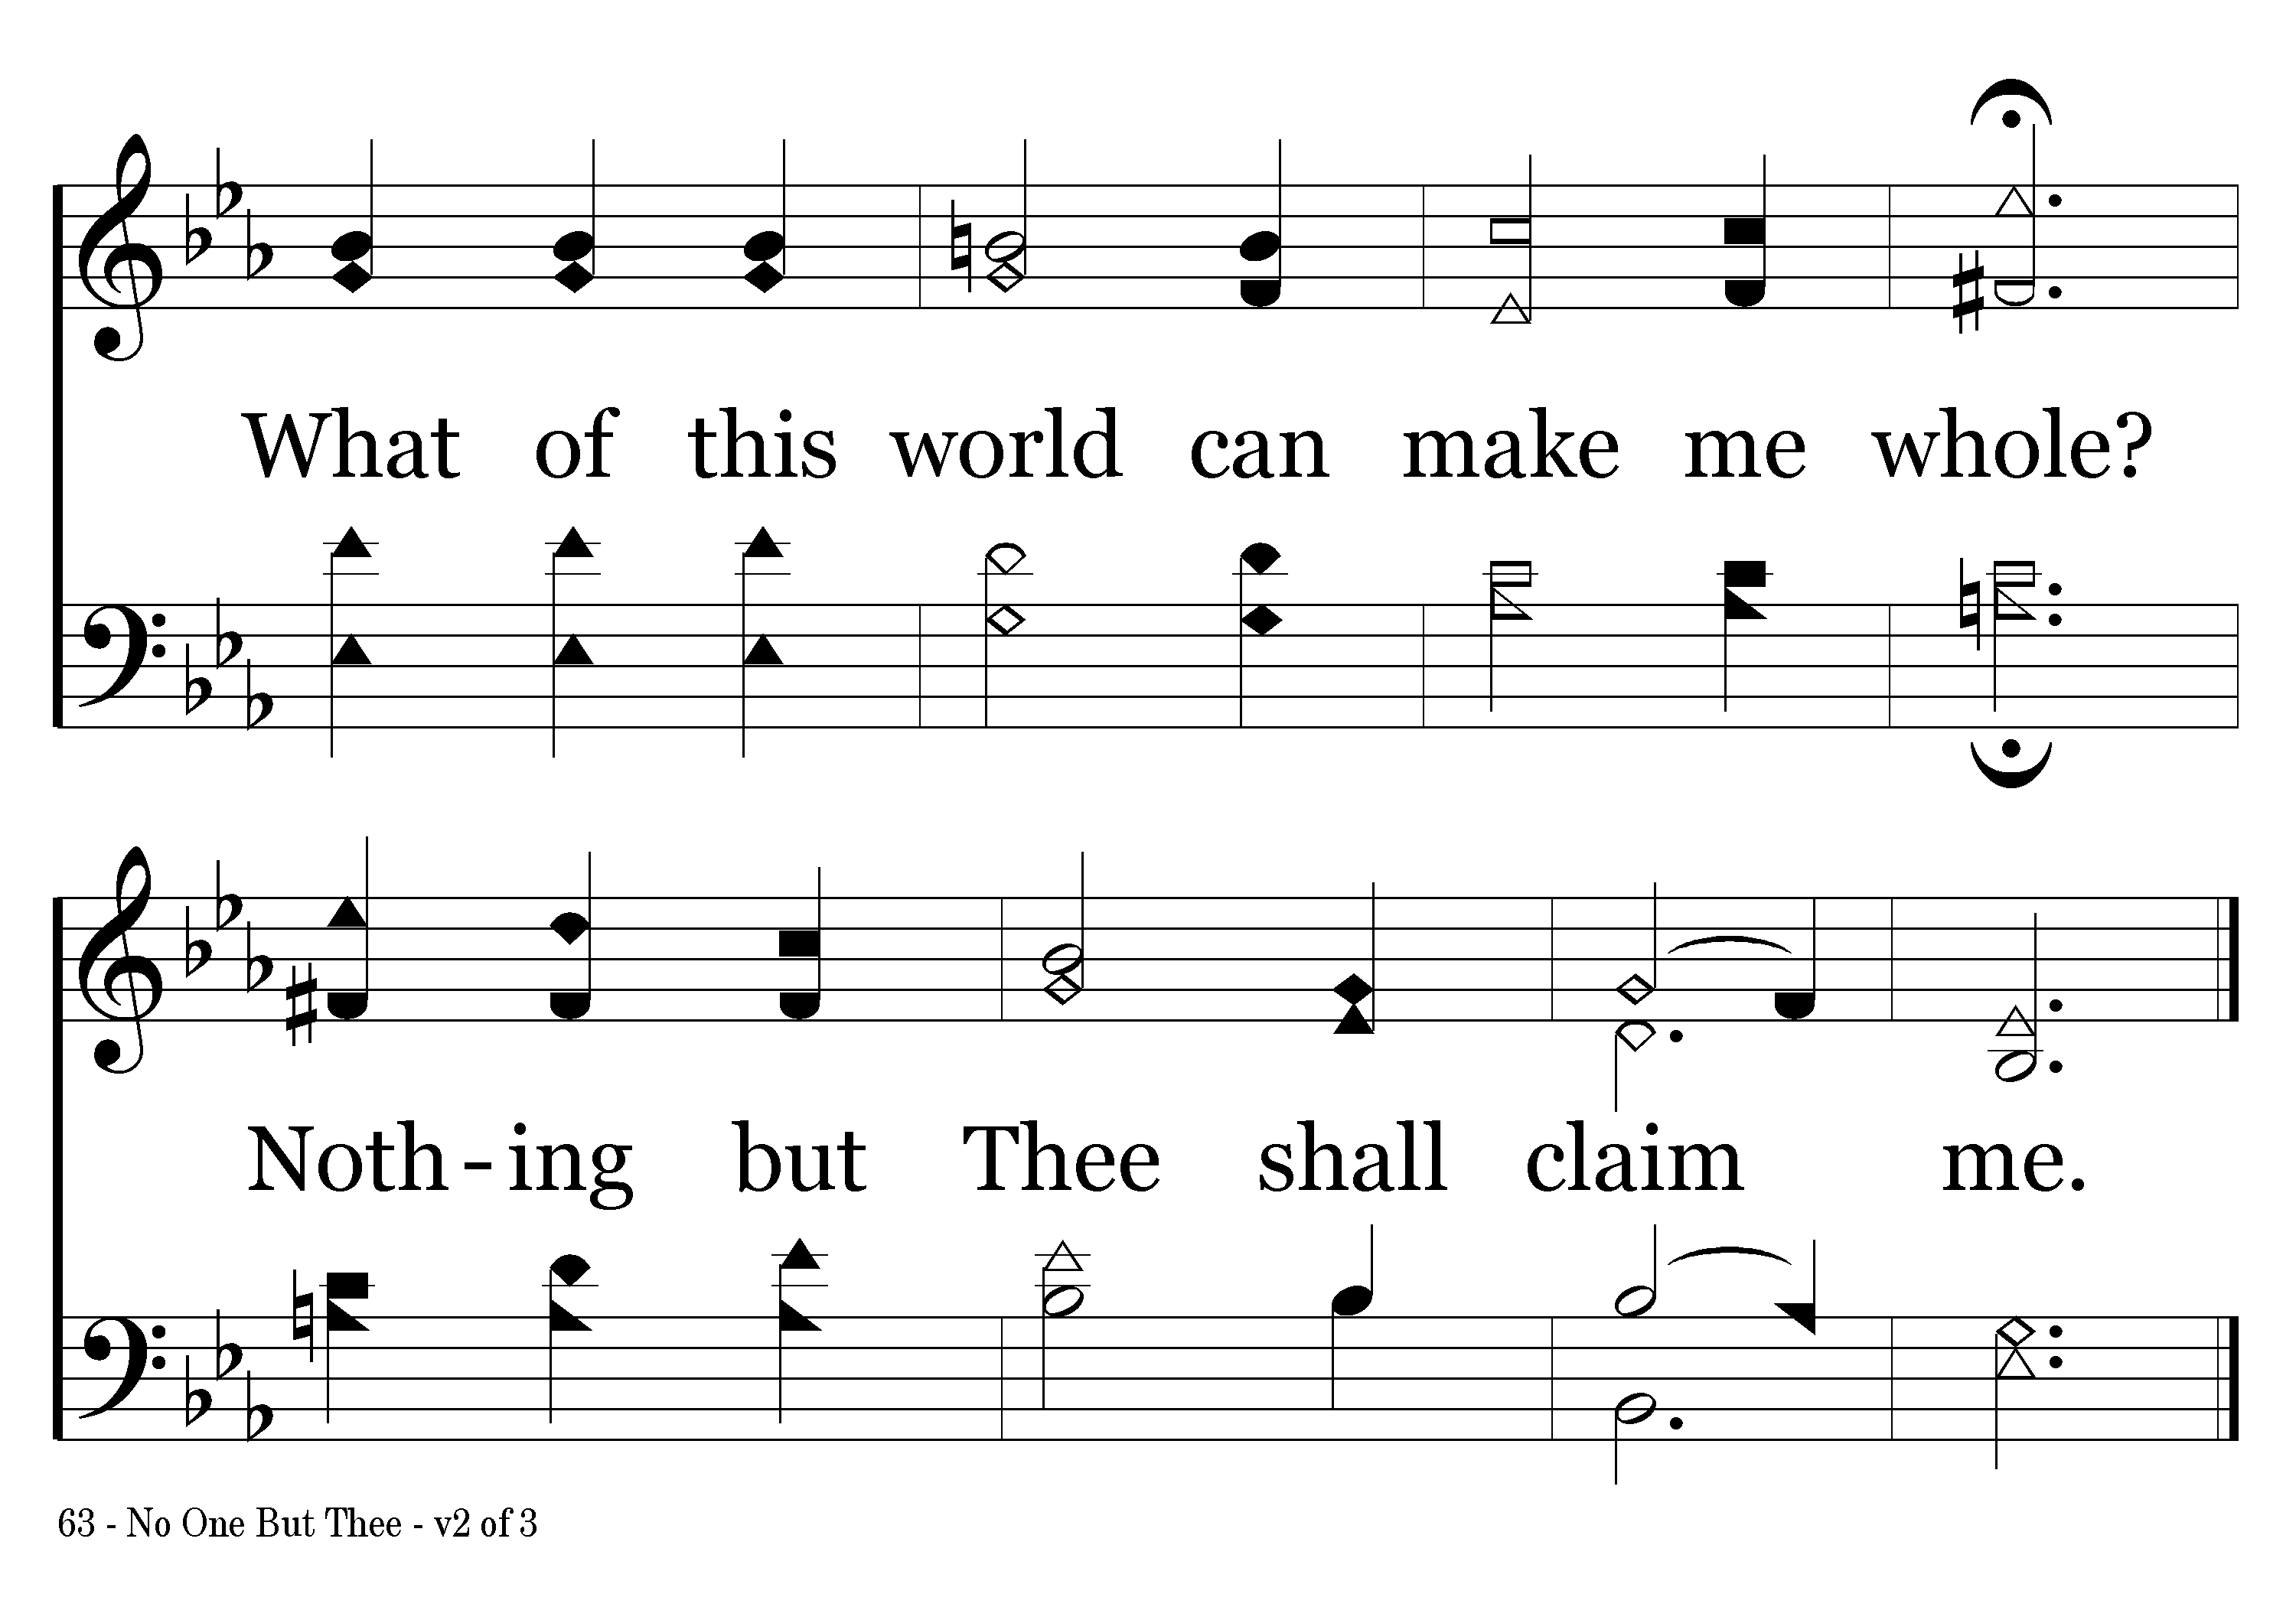 What of this world can make me whole?
Noth-ing but Thee shall claim me.
63 - No One But Thee - v2 of 3